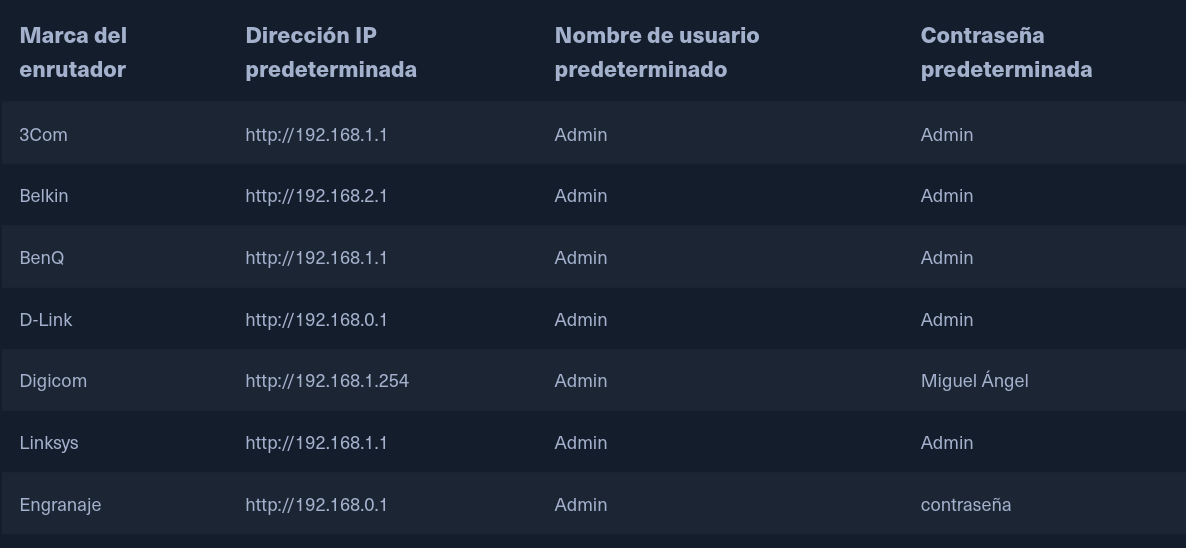 Marca del enrutador Dirección IP predeterminada Nombre de usuario predeterminado Contraseña predeterminada
3Com http://192.168.1.1 Admin Admin
Belkin http://192.168.2.1 Admin Admin
BenQ http://192.168.1.1 Admin Admin
D-Link http://192.168.0.1 Admin Admin
Digicom http://192.168.1.254 Admin Miguel Ángel
Linksys http://192.168.1.1 Admin Admin
Engranaje http://192.168.0.1 Admin contraseña